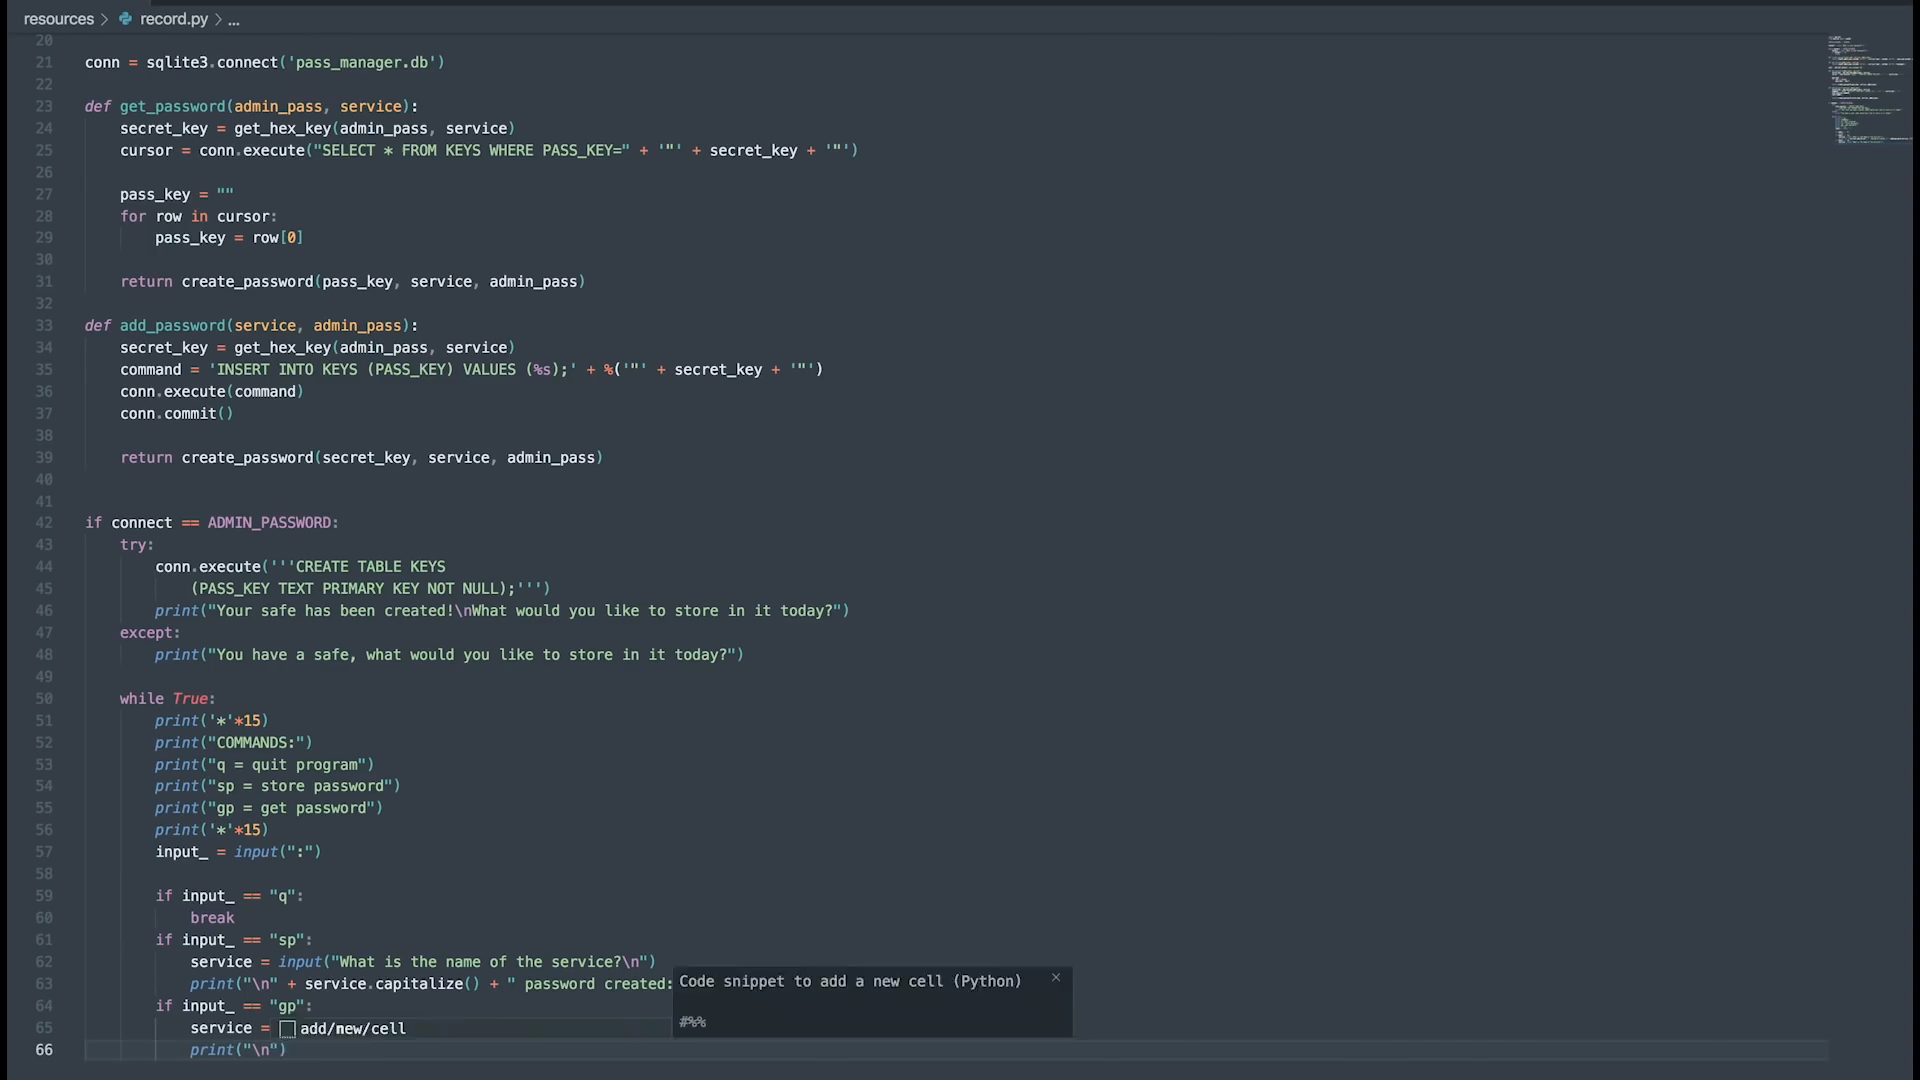 resources > record.py > ...
20
21 conn = sqlite3.connect('pass_manager.db')
22
23 def get_password(admin_pass, service):
24     secret_key = get_hex_key(admin_pass, service)
25     cursor = conn.execute("SELECT * FROM KEYS WHERE PASS_KEY=" + '"' + secret_key + '"')
26
27     pass_key = ""
28     for row in cursor:
29         pass_key = row[0]
30
31     return create_password(pass_key, service, admin_pass)
32
33 def add_password(service, admin_pass):
34     secret_key = get_hex_key(admin_pass, service)
35     command = 'INSERT INTO KEYS (PASS_KEY) VALUES (%s);' + %('"' + secret_key + '"')
36     conn.execute(command)
37     conn.commit()
38
39     return create_password(secret_key, service, admin_pass)
40
41
42 if connect == ADMIN_PASSWORD:
43     try:
44         conn.execute('''CREATE TABLE KEYS
45             (PASS_KEY TEXT PRIMARY KEY NOT NULL);''')
46         print("Your safe has been created!\nWhat would you like to store in it today?")
47     except:
48         print("You have a safe, what would you like to store in it today?")
49
50     while True:
51         print('*'*15)
52         print("COMMANDS:")
53         print("q = quit program")
54         print("sp = store password")
55         print("gp = get password")
56         print('*'*15)
57         input_ = input(":")
58
59         if input_ == "q":
60             break
61         if input_ == "sp":
62             service = input("What is the name of the service?\n")
63             print("\n" + service.capitalize() + " password created:
64         if input_ == "gp":
65             service = add/new/cell
66             print("\n")
Code snippet to add a new cell (Python)
#%%